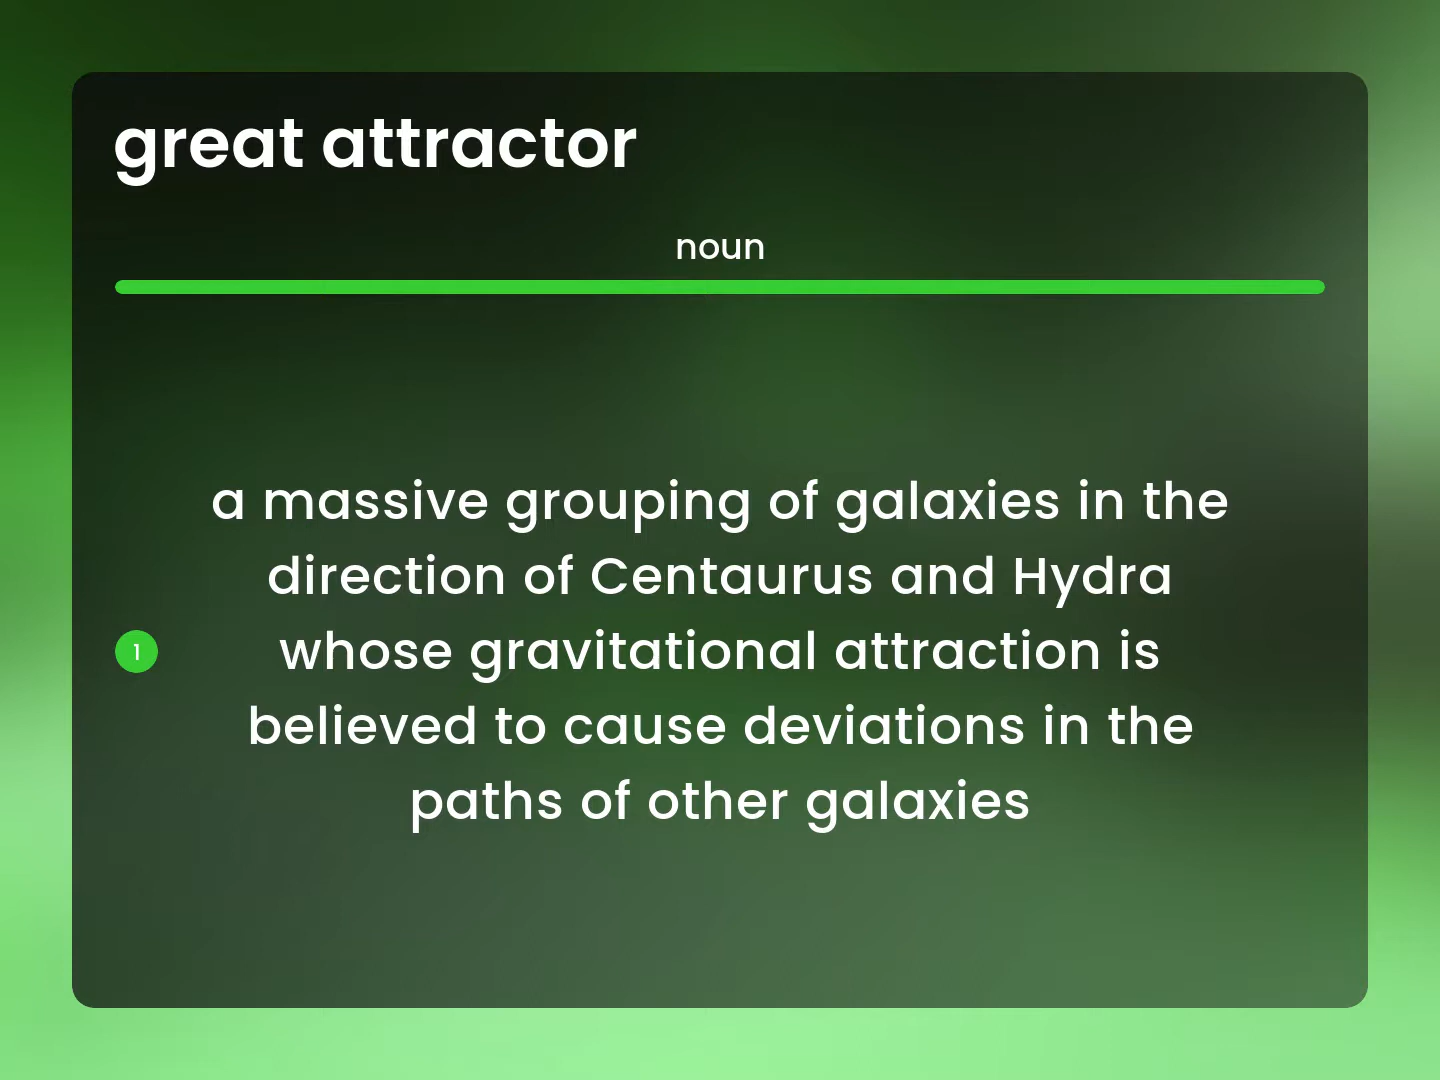 great attractor
noun
a massive grouping of galaxies in the
direction of Centaurus and Hydra
1
whose gravitational attraction is
believed to cause deviations in the
paths of other galaxies